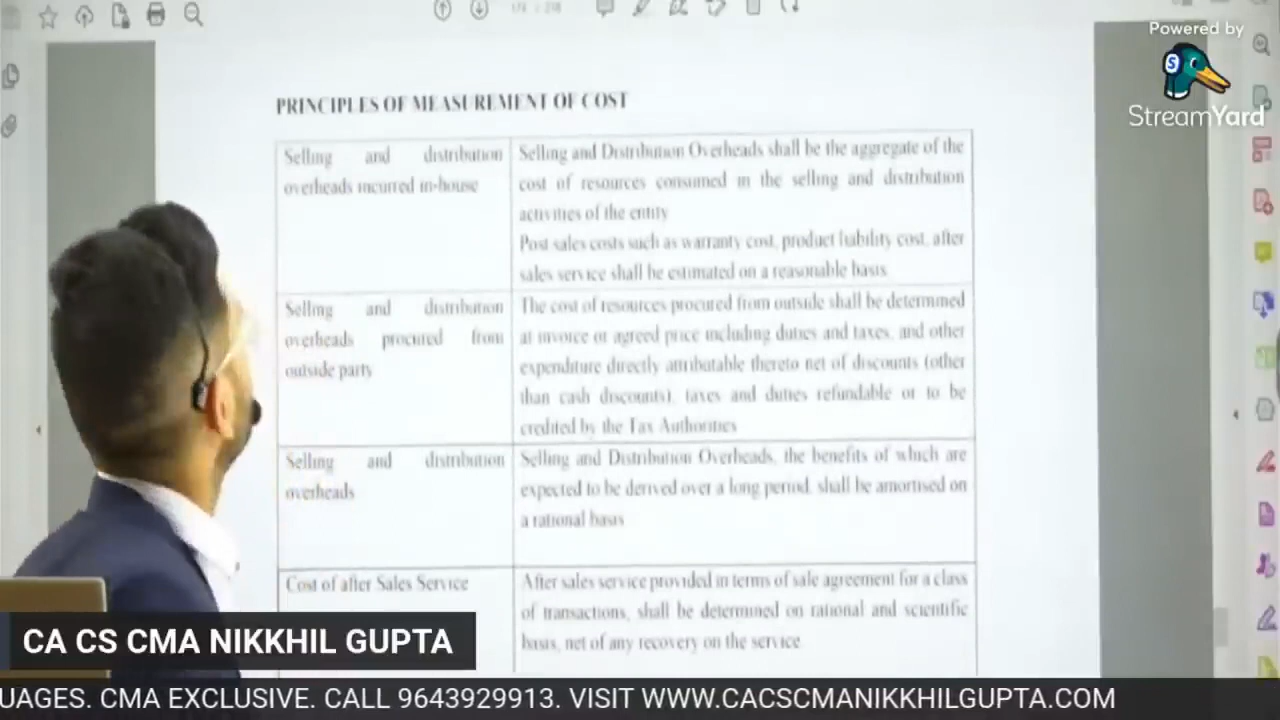 Powered by
StreamYard
PRINCIPLES OF MEASUREMENT OF COST
Selling and distribution
overheads incurred in-house
Selling and Distribution Overheads shall be the aggregate of the
cost of resources consumed in the selling and distribution
activities of the entity
Post sales costs such as warranty cost, product liability cost, after
sales service shall be estimated on a reasonable basis
Selling and distribution
overheads procured from
outside party
The cost of resources procured from outside shall be determined
at invoice or agreed price including duties and taxes, and other
expenditure directly attributable thereto net of discounts (other
than cash discounts), taxes and duties refundable or to be
credited by the Tax Authorities
Selling and distribution
overheads
Selling and Distribution Overheads, the benefits of which are
expected to be derived over a long period, shall be amortised on
a rational basis
Cost of after Sales Service
After sales service provided in terms of sale agreement for a class
of transactions, shall be determined on rational and scientific
basis, net of any recovery on the service
CA CS CMA NIKKHIL GUPTA
UAGES. CMA EXCLUSIVE. CALL 9643929913. VISIT WWW.CACSCMANIKKHILGUPTA.COM